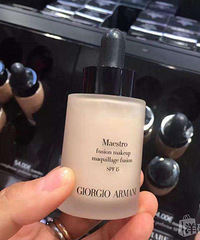 Maestro
fusion makeup
maquillage fusion
SPF 15
GIORGIO ARMANI